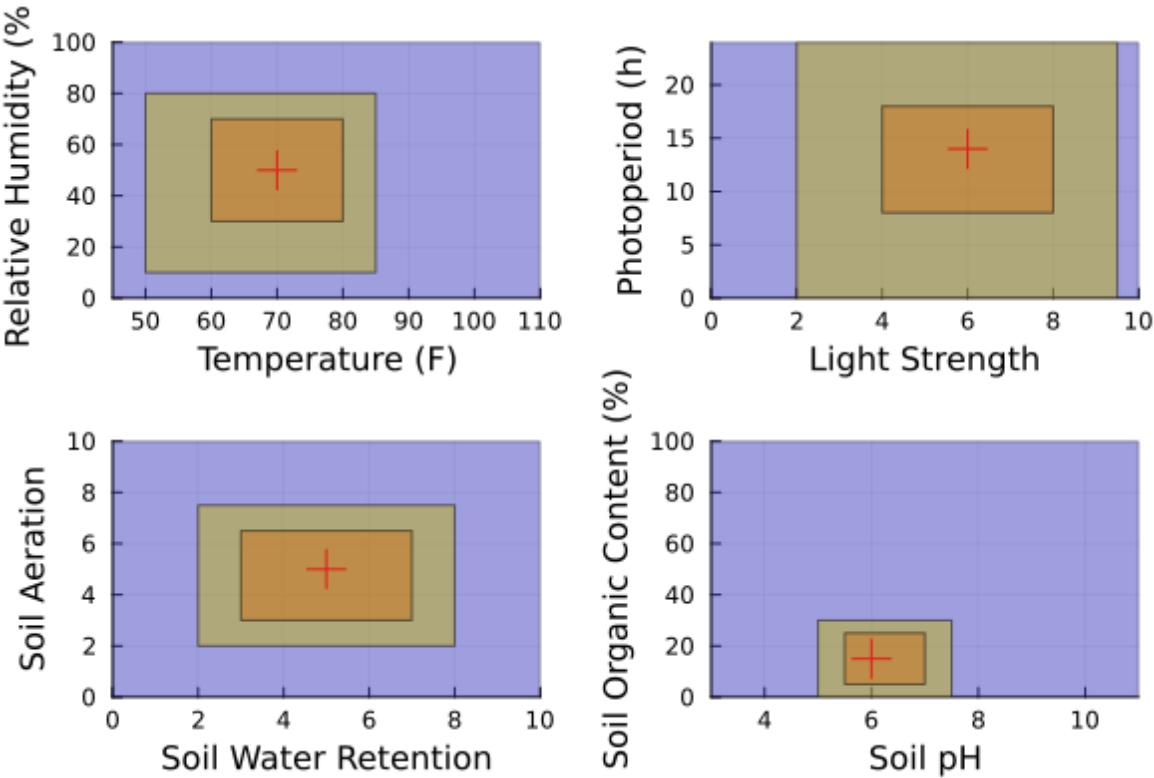 Relative Humidity (%
100
80
60
40
20
0
50 60 70 80 90 100 110
Temperature (F)
Photoperiod (h)
20
15
10
5
0
0 2 4 6 8 10
Light Strength
Soil Aeration
10
8
6
4
2
0
0 2 4 6 8 10
Soil Water Retention
Soil Organic Content (%)
100
80
60
40
20
0
4 6 8 10
Soil pH